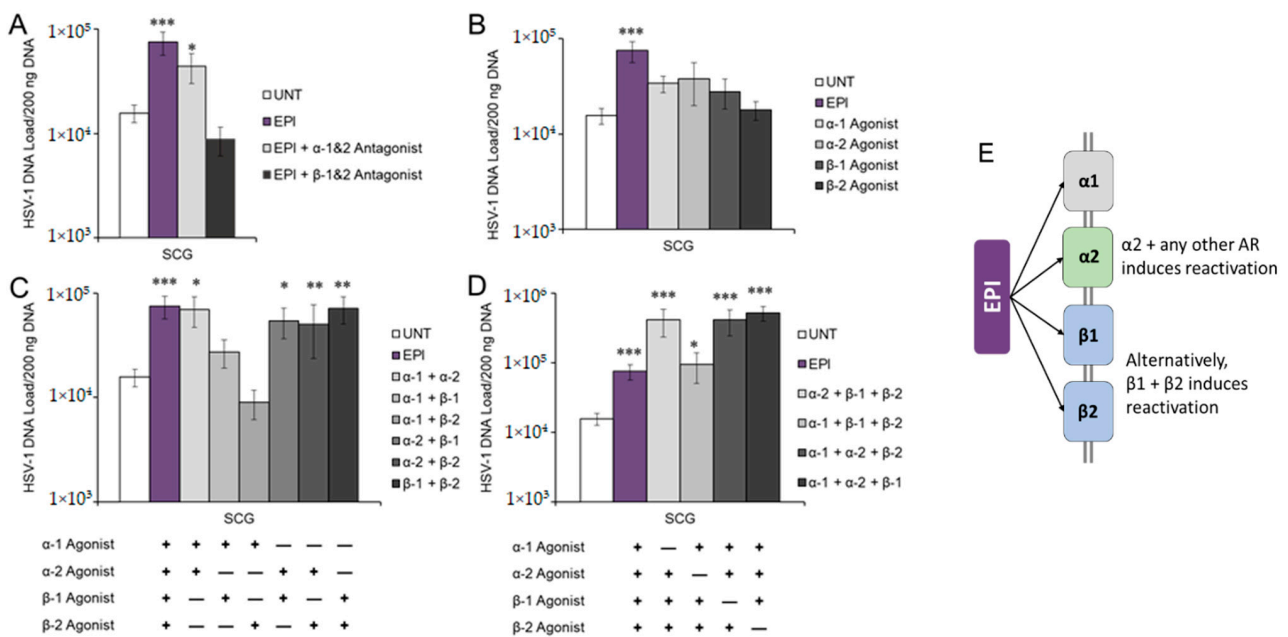 A
HSV-1 DNA Load/200 ng DNA
1×10⁵
1×10⁴
1×10³
***
*
SCG
UNT
EPI
EPI + α-1&2 Antagonist
EPI + β-1&2 Antagonist
B
HSV-1 DNA Load/200 ng DNA
1×10⁵
1×10⁴
1×10³
***
SCG
UNT
EPI
α-1 Agonist
α-2 Agonist
β-1 Agonist
β-2 Agonist
C
HSV-1 DNA Load/200 ng DNA
1×10⁵
1×10⁴
1×10³
*** * * ** **
SCG
UNT
EPI
α-1 + α-2
α-1 + β-1
α-1 + β-2
α-2 + β-1
α-2 + β-2
β-1 + β-2
α-1 Agonist + + + + — — —
α-2 Agonist + + — — + + —
β-1 Agonist + — + — + — +
β-2 Agonist + — — + — + +
D
HSV-1 DNA Load/200 ng DNA
1×10⁶
1×10⁵
1×10⁴
1×10³
*** *** * *** ***
SCG
UNT
EPI
α-2 + β-1 + β-2
α-1 + β-1 + β-2
α-1 + α-2 + β-2
α-1 + α-2 + β-1
α-1 Agonist + — + + +
α-2 Agonist + + — + +
β-1 Agonist + + + — +
β-2 Agonist + + + + —
E
EPI
α1
α2
β1
β2
α2 + any other AR
induces reactivation
Alternatively,
β1 + β2 induces
reactivation